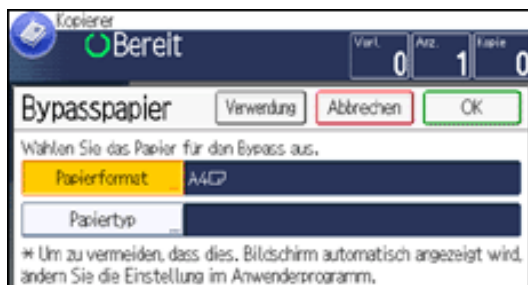 Kopierer
Bereit
Vorl. Anz. Kopie
0 1 0
Bypasspapier Verwendung Abbrechen OK
Wählen Sie das Papier für den Bypass aus.
Papierformat A4
Papiertyp
* Um zu vermeiden, dass dies. Bildschirm automatisch angezeigt wird,
ändern Sie die Einstellung im Anwenderprogramm.